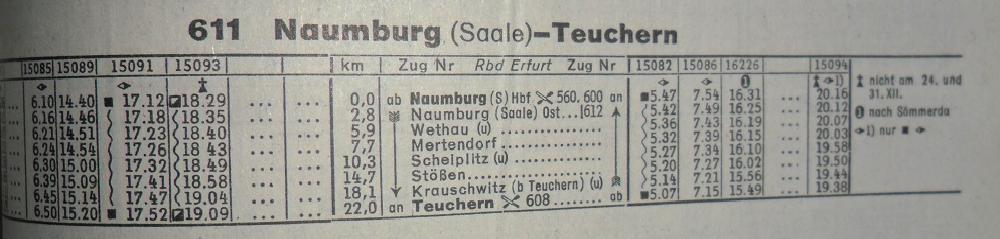 611 Naumburg (Saale)–Teuchern
15085 15089 15091 15093 km Zug Nr Rbd Erfurt Zug Nr 15082 15086 16226 15094
6.10 14.40 17.12 18.29 ... ... 0,0 ab Naumburg (S) Hbf 560. 600 an 5.47 7.54 16.31 ... 20.16
6.16 14.46 17.18 18.35 ... ... 2,8 Naumburg (Saale) Ost...612 5.42 7.49 16.25 ... 20.12
6.21 14.51 17.23 18.40 ... ... 5,9 Wethau (u) 5.36 7.43 16.19 ... 20.07
6.24 14.54 17.26 18 43 ... ... 7,7 Mertendorf 5.32 7.39 16.15 ... 20.03
6.30 15.00 17.32 18.49 ... ... 10,3 Scheiplitz (u) 5.27 7.34 16.10 ... 19.58
6.39 15.09 17.41 18.58 ... ... 14,7 Stößen 5.20 7.27 16.02 ... 19.50
6.45 15.14 17.47 19.04 ... ... 18,1 Krauschwitz (b Teuchern) (u) 5.14 7.21 15.56 ... 19.44
6.50 15.20 17.52 19.09 ... ... 22,0 an Teuchern 608 ab 5.07 7.15 15.49 ... 19.38
nicht am 24. und
31. XII.
nach Sömmerda
1) nur